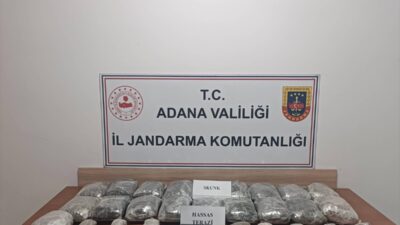 T.C.
ADANA VALİLİĞİ
İL JANDARMA KOMUTANLIĞI
SKUNK
HASSAS
TERAZİ